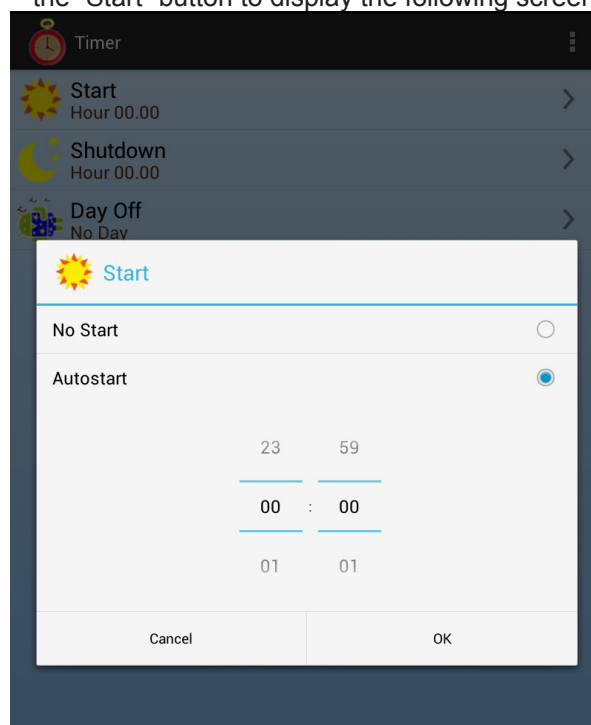 the "Start" button to display the following screen
Timer
Start
Hour 00.00
Shutdown
Hour 00.00
Day Off
No Day
Start
No Start
Autostart
23 59
00 : 00
01 01
Cancel OK